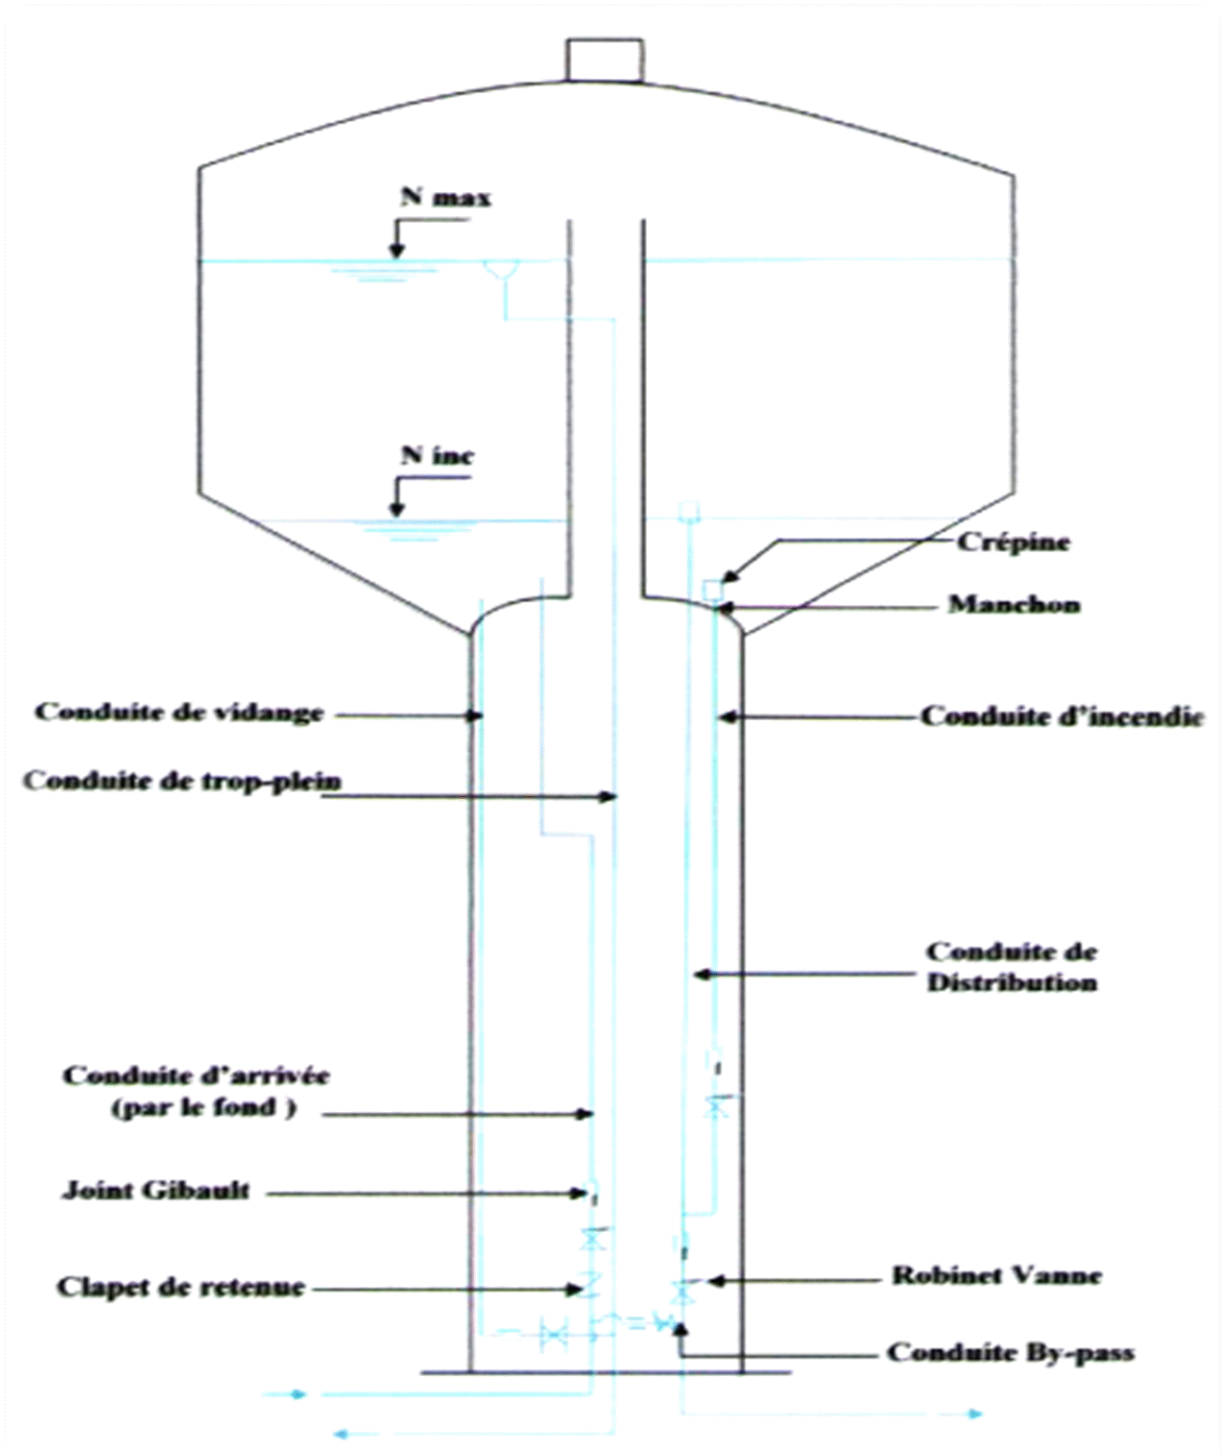 N max
N inc
Crépine
Manchon
Conduite de vidange
Conduite d'incendie
Conduite de trop-plein
Conduite de
Distribution
Conduite d'arrivée
(par le fond )
Joint Gibault
Clapet de retenue
Robinet Vanne
Conduite By-pass